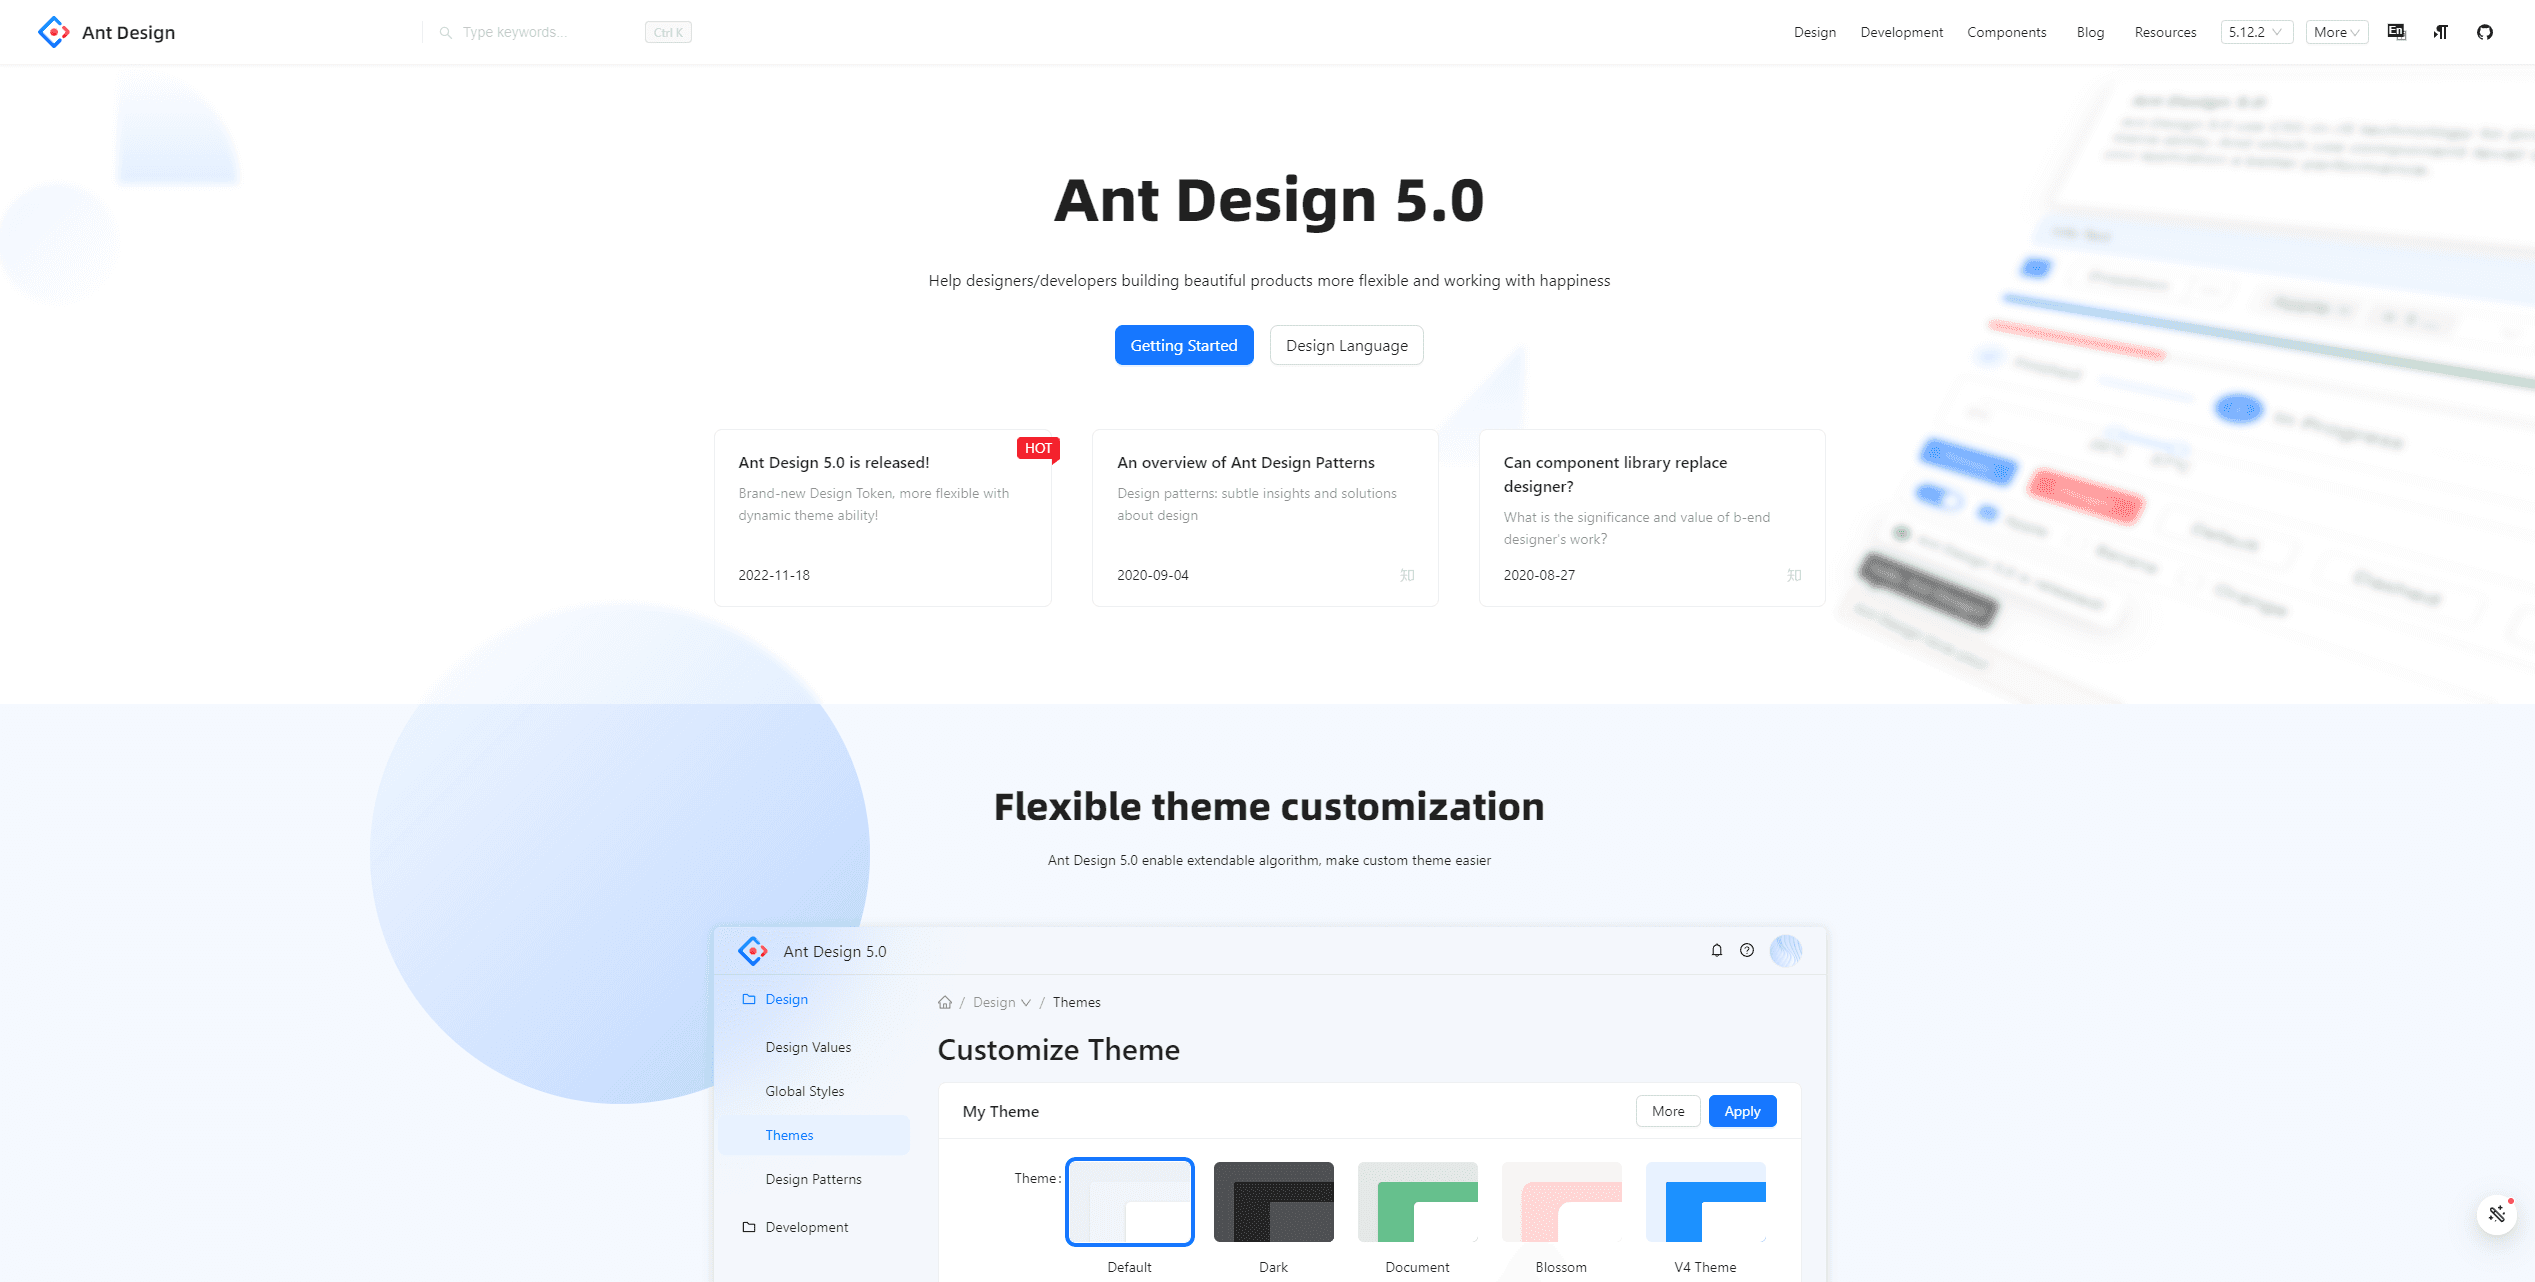 Ant Design
Type keywords...
Ctrl K
Design
Development
Components
Blog
Resources
5.12.2
More
En
Ant Design 5.0
Help designers/developers building beautiful products more flexible and working with happiness
Getting Started
Design Language
HOT
Ant Design 5.0 is released!
Brand-new Design Token, more flexible with
dynamic theme ability!
2022-11-18
An overview of Ant Design Patterns
Design patterns: subtle insights and solutions
about design
2020-09-04
知
Can component library replace
designer?
What is the significance and value of b-end
designer's work?
2020-08-27
知
Flexible theme customization
Ant Design 5.0 enable extendable algorithm, make custom theme easier
Ant Design 5.0
Design
Design Values
Global Styles
Themes
Design Patterns
Development
/ Design / Themes
Customize Theme
My Theme
More
Apply
Theme:
Default
Dark
Document
Blossom
V4 Theme